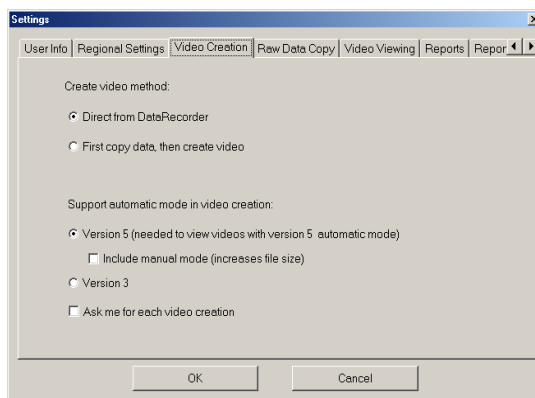 Settings
User Info Regional Settings Video Creation Raw Data Copy Video Viewing Reports Repor
Create video method:
Direct from DataRecorder
First copy data, then create video
Support automatic mode in video creation:
Version 5 (needed to view videos with version 5 automatic mode)
Include manual mode (increases file size)
Version 3
Ask me for each video creation
OK Cancel